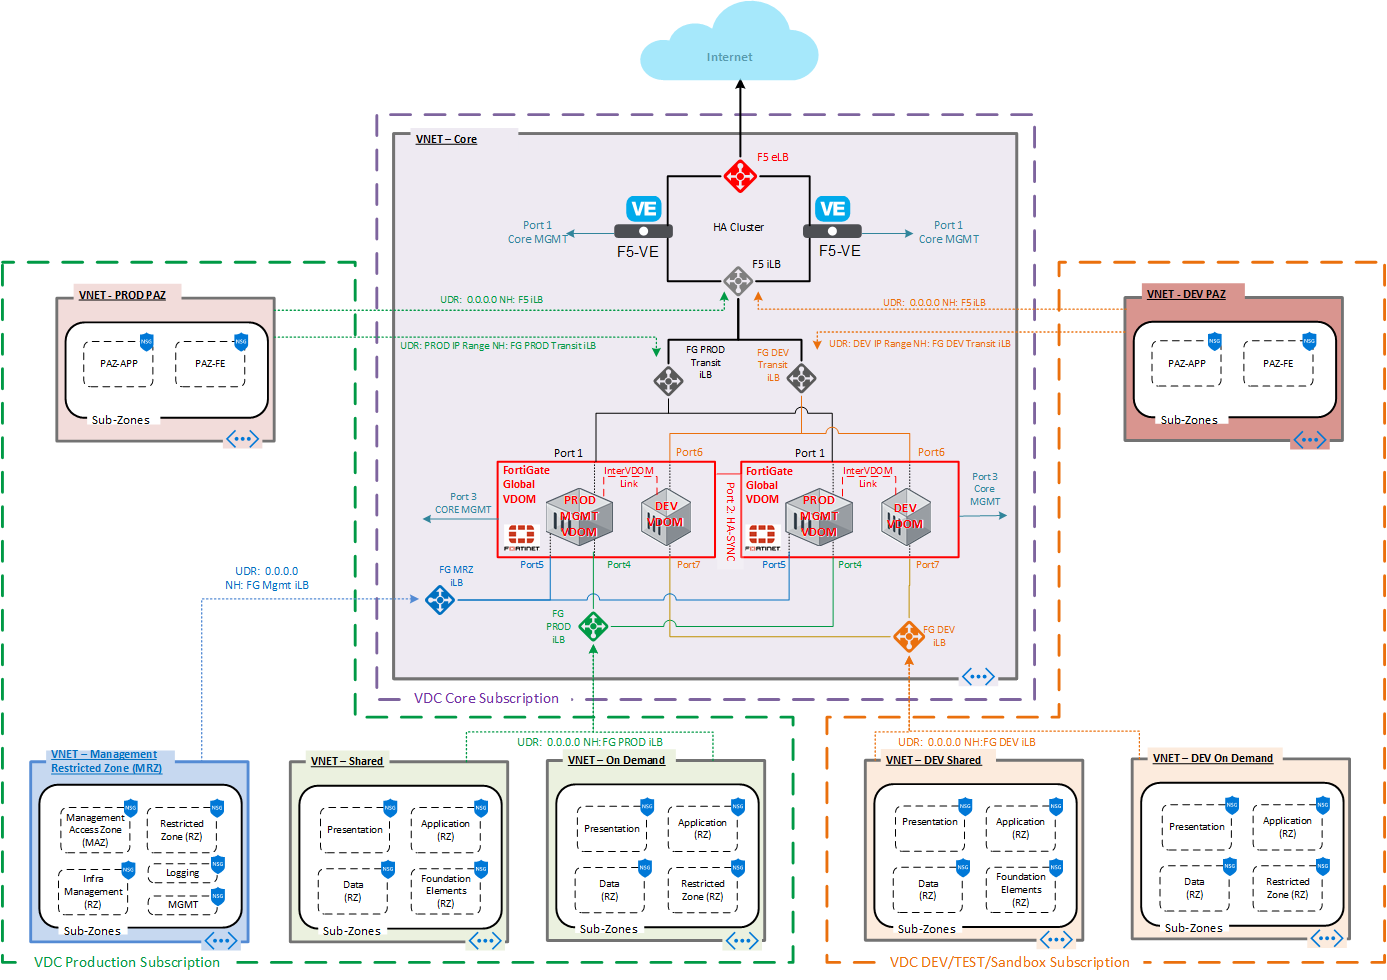 Internet
VNET – Core
F5 eLB
VE
VE
HA Cluster
Port 1
Core MGMT
Port 1
Core MGMT
F5-VE
F5-VE
F5 iLB
VNET - PROD PAZ
UDR:  0.0.0.0 NH: F5 iLB
UDR:  0.0.0.0 NH: F5 iLB
VNET - DEV PAZ
NSG
NSG
PAZ-APP
PAZ-FE
Sub-Zones
UDR: PROD IP Range NH: FG PROD Transit iLB
UDR: DEV IP Range NH: FG DEV Transit iLB
FG PROD
Transit
iLB
FG DEV
Transit
iLB
NSG
NSG
PAZ-APP
PAZ-FE
Sub-Zones
Port 1
Port6
Port 1
Port6
FortiGate
Global
VDOM
InterVDOM
Link
PROD
MGMT
VDOM
DEV
VDOM
FORTINET
Port 2: HA-SYNC
FortiGate
Global
VDOM
InterVDOM
Link
PROD
MGMT
VDOM
DEV
VDOM
FORTINET
Port 3
CORE MGMT
Port 3
Core
MGMT
Port5
Port4
Port7
Port5
Port4
Port7
UDR:  0.0.0.0
NH: FG Mgmt iLB
FG MRZ
iLB
FG
PROD
iLB
FG DEV
iLB
VDC Core Subscription
UDR:  0.0.0.0 NH:FG PROD iLB
UDR:  0.0.0.0 NH:FG DEV iLB
VNET – Management
Restricted Zone (MRZ)
NSG
NSG
Management
Access Zone
(MAZ)
Restricted
Zone (RZ)
NSG
NSG
Infra
Management
(RZ)
Logging
NSG
MGMT
Sub-Zones
VNET – Shared
NSG
NSG
Presentation
Application
(RZ)
NSG
NSG
Data
(RZ)
Foundation
Elements
(RZ)
Sub-Zones
VNET – On Demand
NSG
NSG
Presentation
Application
(RZ)
NSG
NSG
Data
(RZ)
Restricted
Zone (RZ)
Sub-Zones
VNET – DEV Shared
NSG
NSG
Presentation
Application
(RZ)
NSG
NSG
Data
(RZ)
Foundation
Elements
(RZ)
Sub-Zones
VNET – DEV On Demand
NSG
NSG
Presentation
Application
(RZ)
NSG
NSG
Data
(RZ)
Restricted
Zone (RZ)
Sub-Zones
VDC Production Subscription
VDC DEV/TEST/Sandbox Subscription